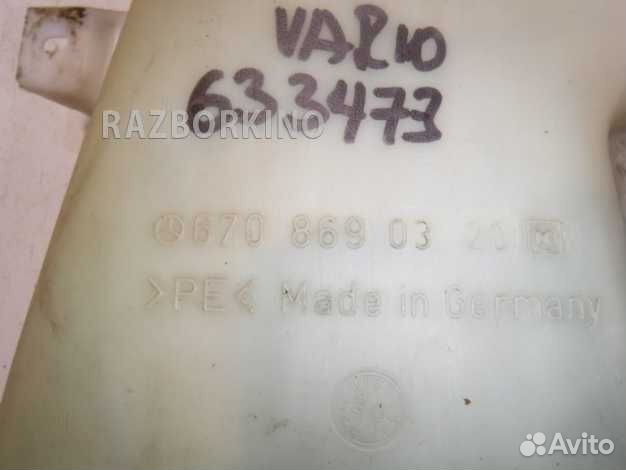 VARIO
633473
RAZBORKINO
670 869 03 20
>PE< Made in Germany
Avito